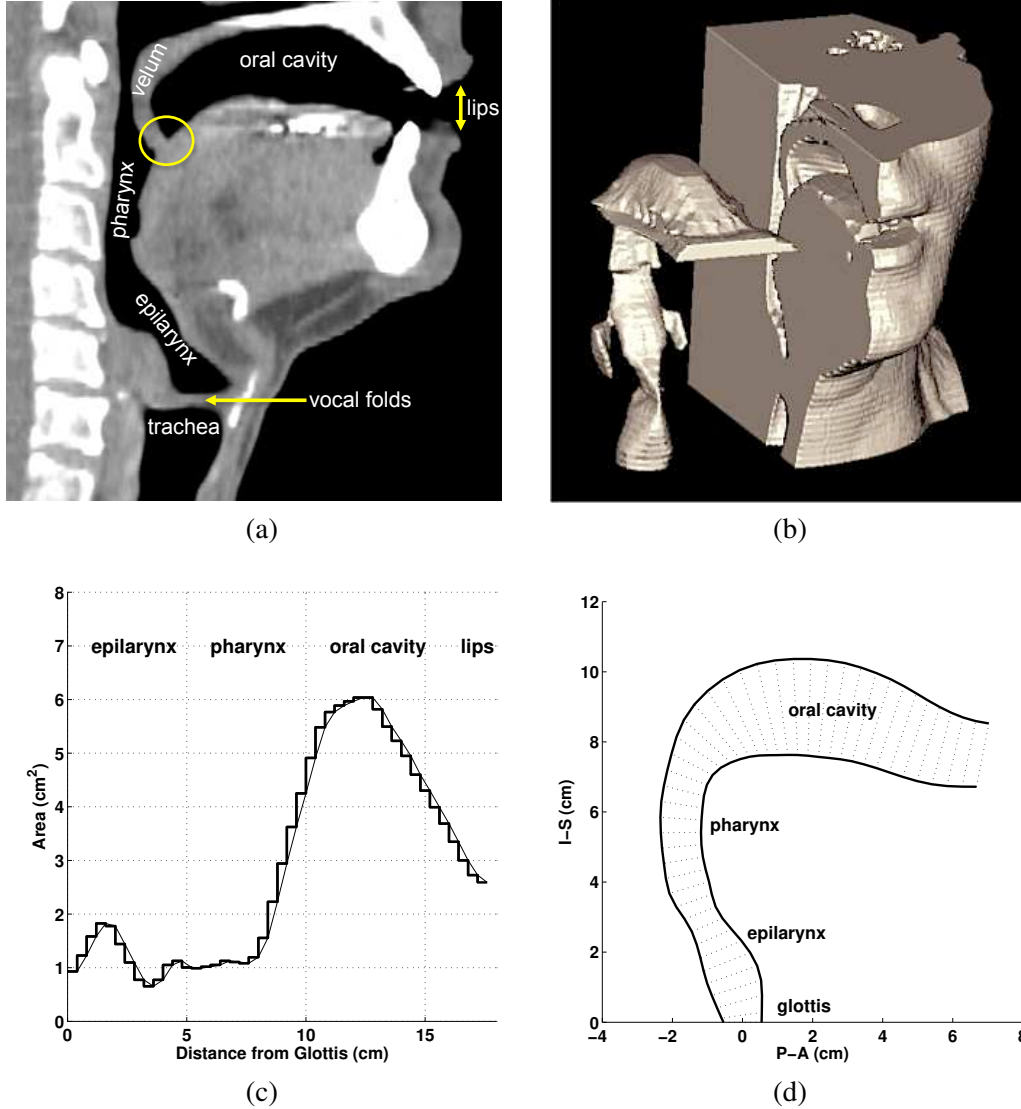 velum
oral cavity
lips
pharynx
epilarynx
vocal folds
trachea
(a)
(b)
8
7
6
5
4
3
2
1
0
epilarynx pharynx oral cavity lips
Area (cm²)
0 5 10 15
Distance from Glottis (cm)
(c)
12
10
8
6
4
2
0
I–S (cm)
oral cavity
pharynx
epilarynx
glottis
−4 −2 0 2 4 6 8
P–A (cm)
(d)